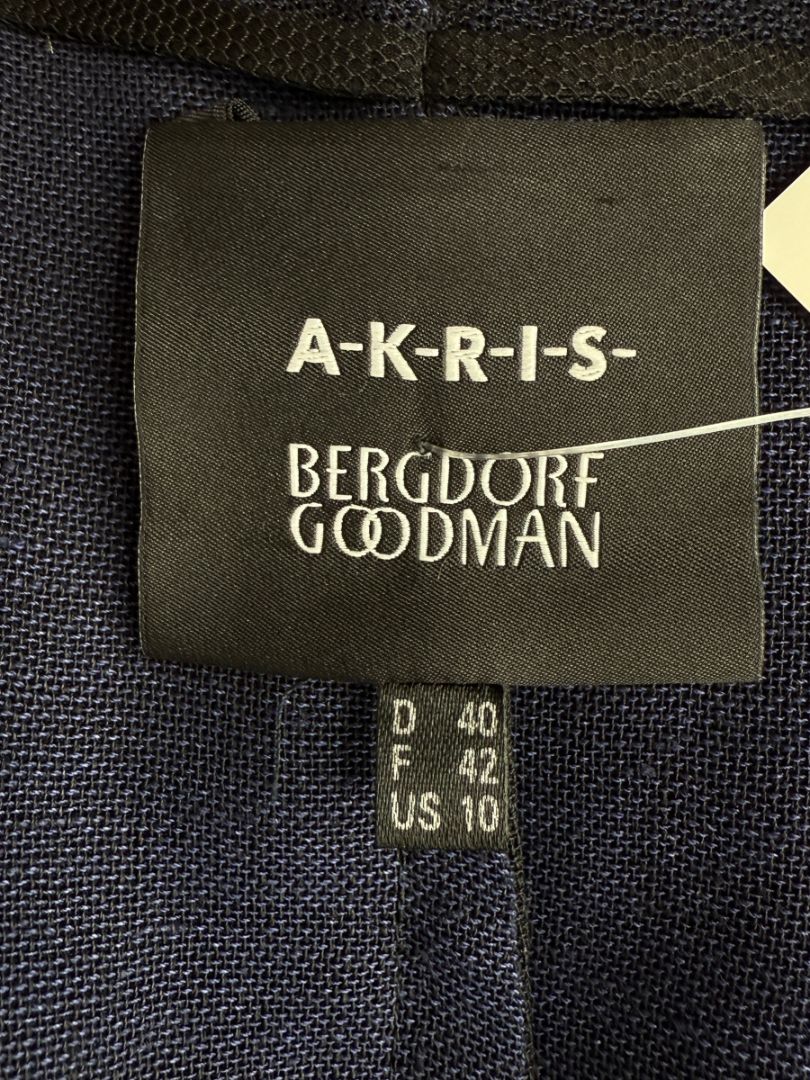 A-K-R-I-S-
BERGDORF
GOODMAN
D 40
F 42
US 10